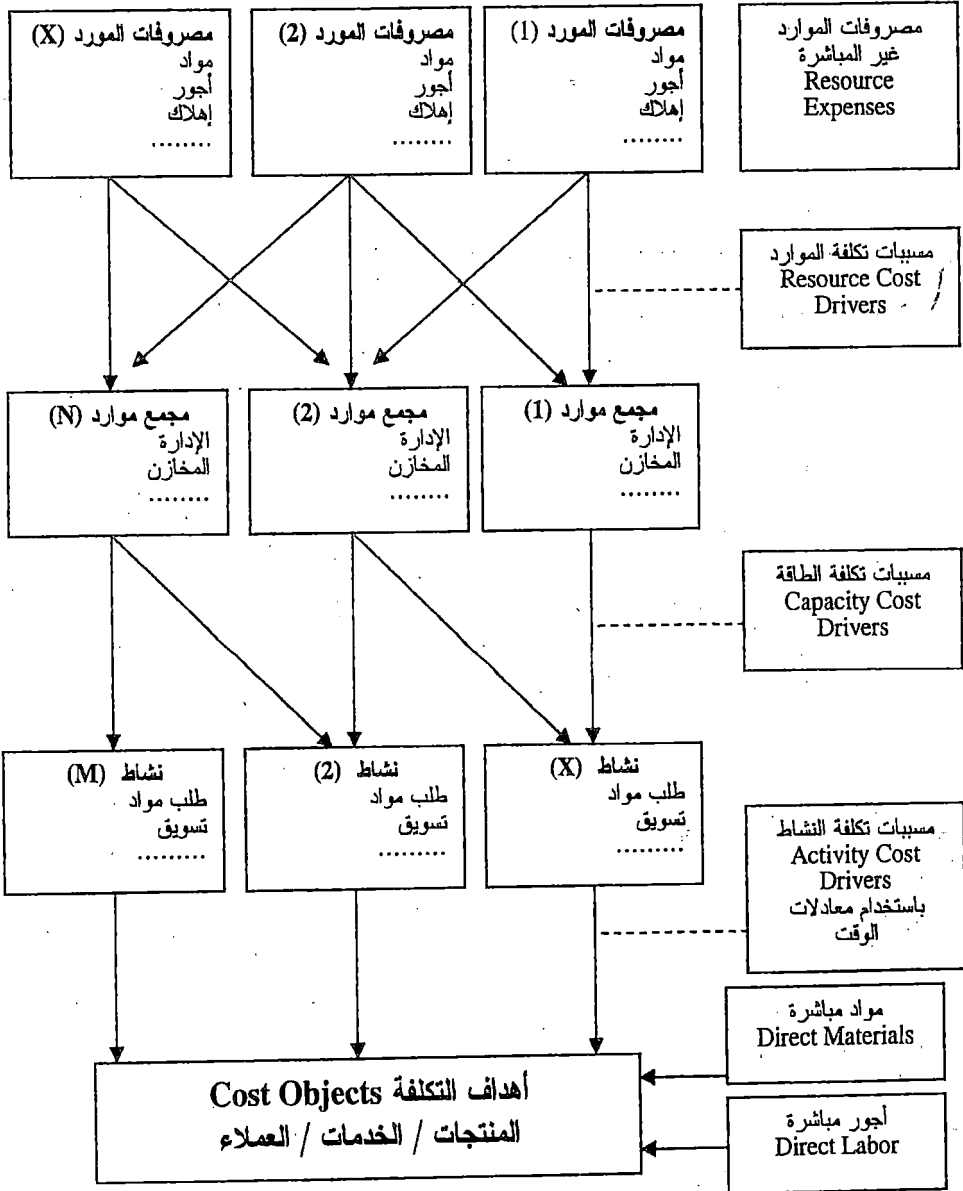 مصروفات الموارد
غير المباشرة
Resource
Expenses
مصروفات المورد (1)
مواد
أجور
إهلاك
........
مصروفات المورد (2)
مواد
أجور
إهلاك
........
مصروفات المورد (X)
مواد
أجور
إهلاك
........
مسببات تكلفة الموارد
Resource Cost
Drivers
مجمع موارد (1)
الإدارة
المخازن
........
مجمع موارد (2)
الإدارة
المخازن
........
مجمع موارد (N)
الإدارة
المخازن
........
مسببات تكلفة الطاقة
Capacity Cost
Drivers
نشاط (X)
طلب مواد
تسويق
.........
نشاط (2)
طلب مواد
تسويق
.........
نشاط (M)
طلب مواد
تسويق
.........
مسببات تكلفة النشاط
Activity Cost
Drivers
باستخدام معادلات
الوقت
مواد مباشرة
Direct Materials
أجور مباشرة
Direct Labor
أهداف التكلفة Cost Objects
المنتجات / الخدمات / العملاء